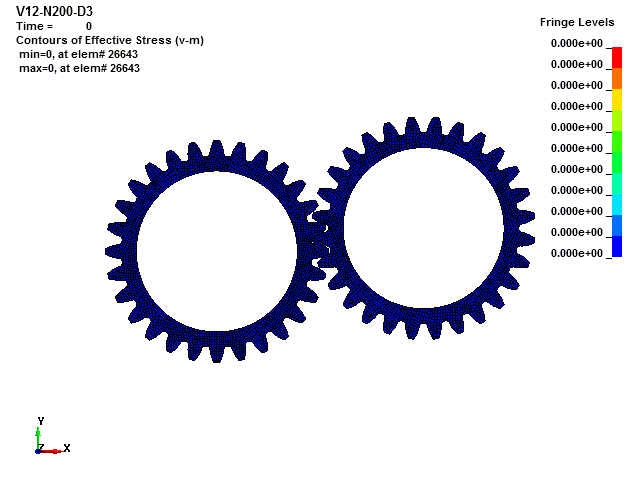 V12-N200-D3
Time = 0
Contours of Effective Stress (v-m)
min=0, at elem# 26643
max=0, at elem# 26643
Fringe Levels
0.000e+00
0.000e+00
0.000e+00
0.000e+00
0.000e+00
0.000e+00
0.000e+00
0.000e+00
0.000e+00
0.000e+00
0.000e+00
Y
Z X